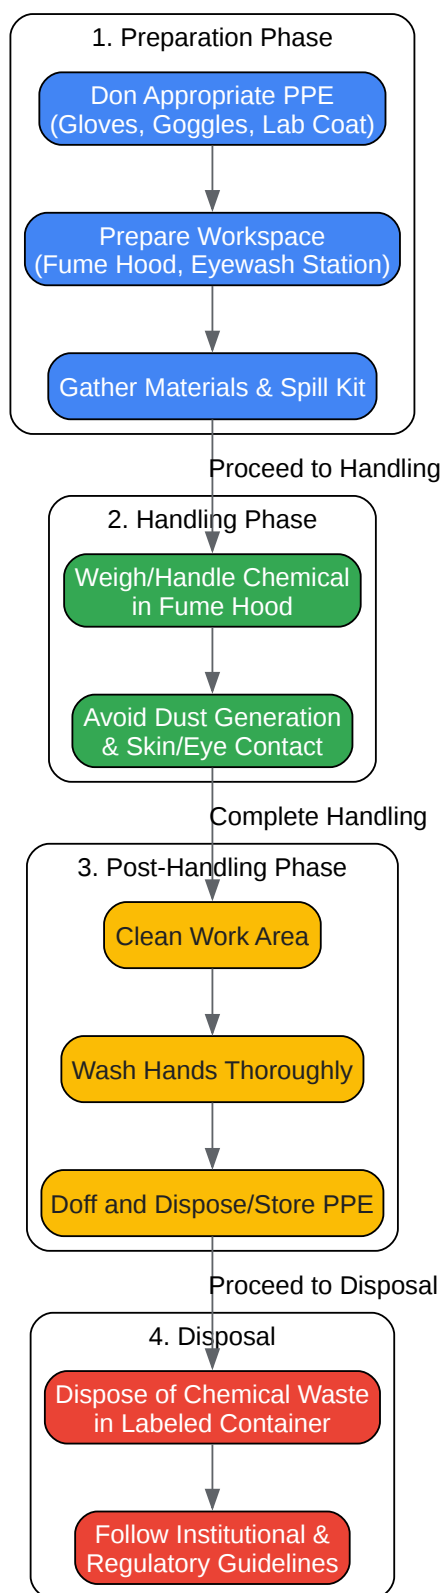 1. Preparation Phase
Don Appropriate PPE
(Gloves, Goggles, Lab Coat)
Prepare Workspace
(Fume Hood, Eyewash Station)
Gather Materials & Spill Kit
Proceed to Handling
2. Handling Phase
Weigh/Handle Chemical
in Fume Hood
Avoid Dust Generation
& Skin/Eye Contact
Complete Handling
3. Post-Handling Phase
Clean Work Area
Wash Hands Thoroughly
Doff and Dispose/Store PPE
Proceed to Disposal
4. Disposal
Dispose of Chemical Waste
in Labeled Container
Follow Institutional &
Regulatory Guidelines